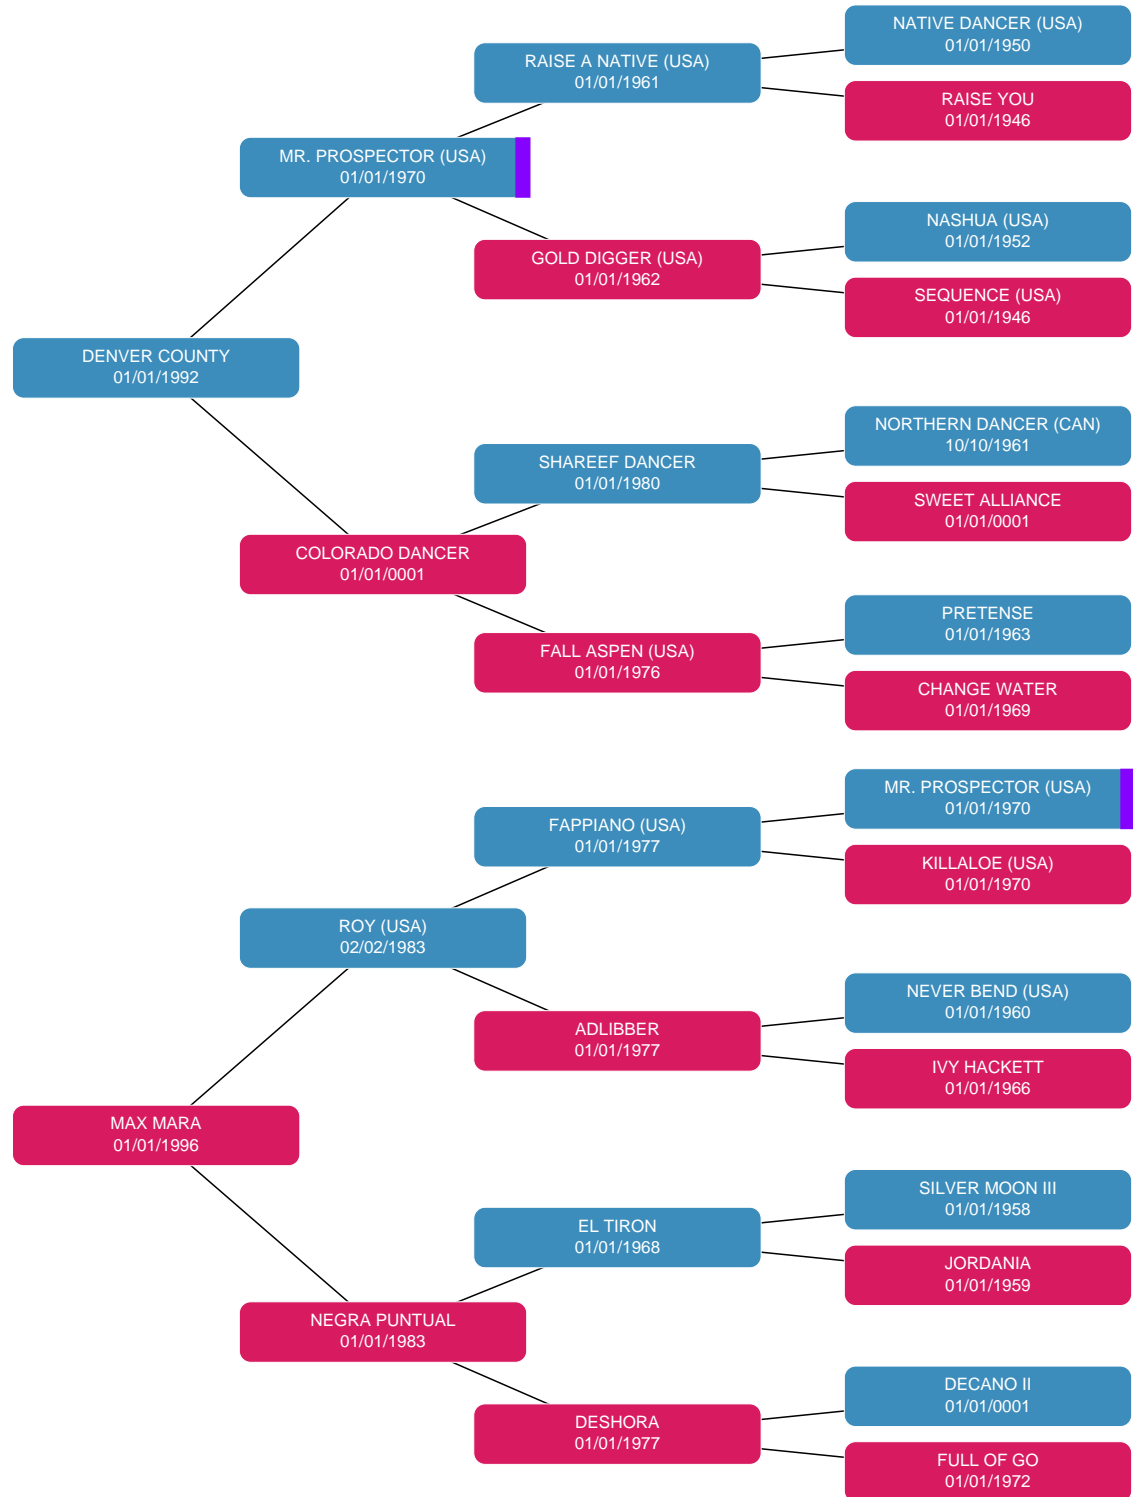 NATIVE DANCER (USA)
01/01/1950
RAISE A NATIVE (USA)
01/01/1961
RAISE YOU
01/01/1946
MR. PROSPECTOR (USA)
01/01/1970
NASHUA (USA)
01/01/1952
GOLD DIGGER (USA)
01/01/1962
SEQUENCE (USA)
01/01/1946
DENVER COUNTY
01/01/1992
NORTHERN DANCER (CAN)
10/10/1961
SHAREEF DANCER
01/01/1980
SWEET ALLIANCE
01/01/0001
COLORADO DANCER
01/01/0001
PRETENSE
01/01/1963
FALL ASPEN (USA)
01/01/1976
CHANGE WATER
01/01/1969
MR. PROSPECTOR (USA)
01/01/1970
FAPPIANO (USA)
01/01/1977
KILLALOE (USA)
01/01/1970
ROY (USA)
02/02/1983
NEVER BEND (USA)
01/01/1960
ADLIBBER
01/01/1977
IVY HACKETT
01/01/1966
MAX MARA
01/01/1996
SILVER MOON III
01/01/1958
EL TIRON
01/01/1968
JORDANIA
01/01/1959
NEGRA PUNTUAL
01/01/1983
DECANO II
01/01/0001
DESHORA
01/01/1977
FULL OF GO
01/01/1972